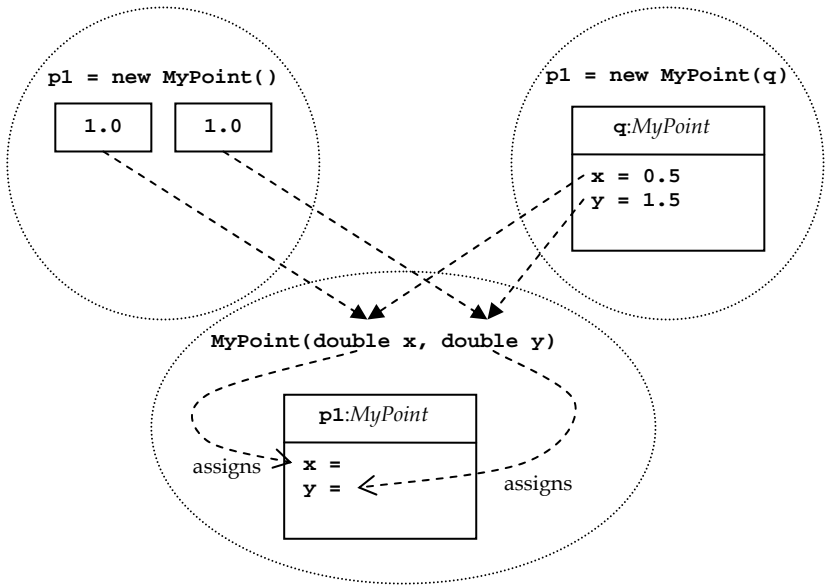 p1 = new MyPoint()
1.0 1.0
p1 = new MyPoint(q)
q:MyPoint
x = 0.5
y = 1.5
MyPoint(double x, double y)
p1:MyPoint
x =
y =
assigns
assigns